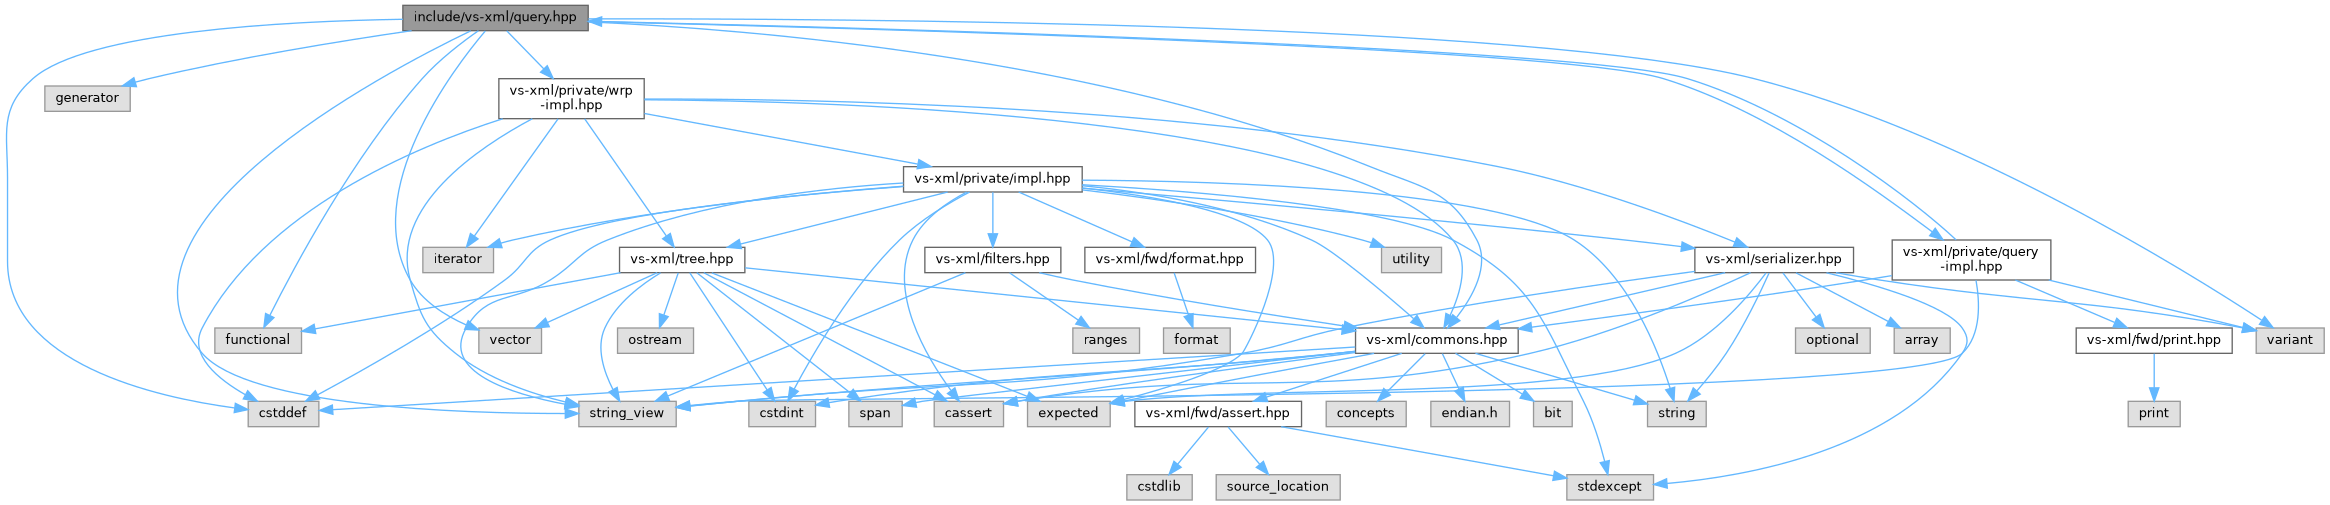 include/vs-xml/query.hpp
generator
vs-xml/private/wrp
-impl.hpp
vs-xml/private/impl.hpp
iterator
vs-xml/tree.hpp
vs-xml/filters.hpp
vs-xml/fwd/format.hpp
utility
vs-xml/serializer.hpp
vs-xml/private/query
-impl.hpp
functional
vector
ostream
ranges
format
vs-xml/commons.hpp
optional
array
vs-xml/fwd/print.hpp
variant
cstddef
string_view
cstdint
span
cassert
expected
vs-xml/fwd/assert.hpp
concepts
endian.h
bit
string
print
cstdlib
source_location
stdexcept